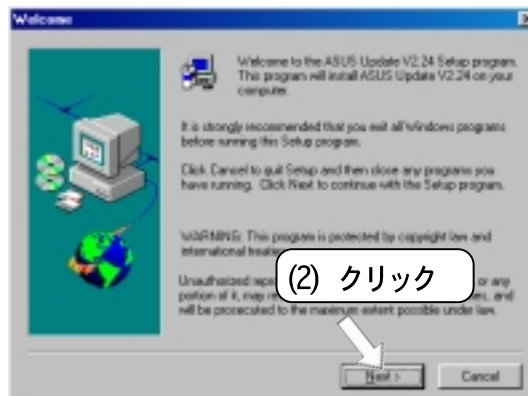 Welcome
Welcome to the ASUS Update V2.24 Setup program.
This program will install ASUS Update V2.24 on your
computer.
It is strongly recommended that you exit all Windows programs
before running this Setup program.
Click Cancel to quit Setup and then close any programs you
have running. Click Next to continue with the Setup program.
WARNING: This program is protected by copyright law and
international
Unauthorized or any
portion of it, may and
will be prosecuted to the maximum extent possible under law.
(2) クリック
Next >
Cancel